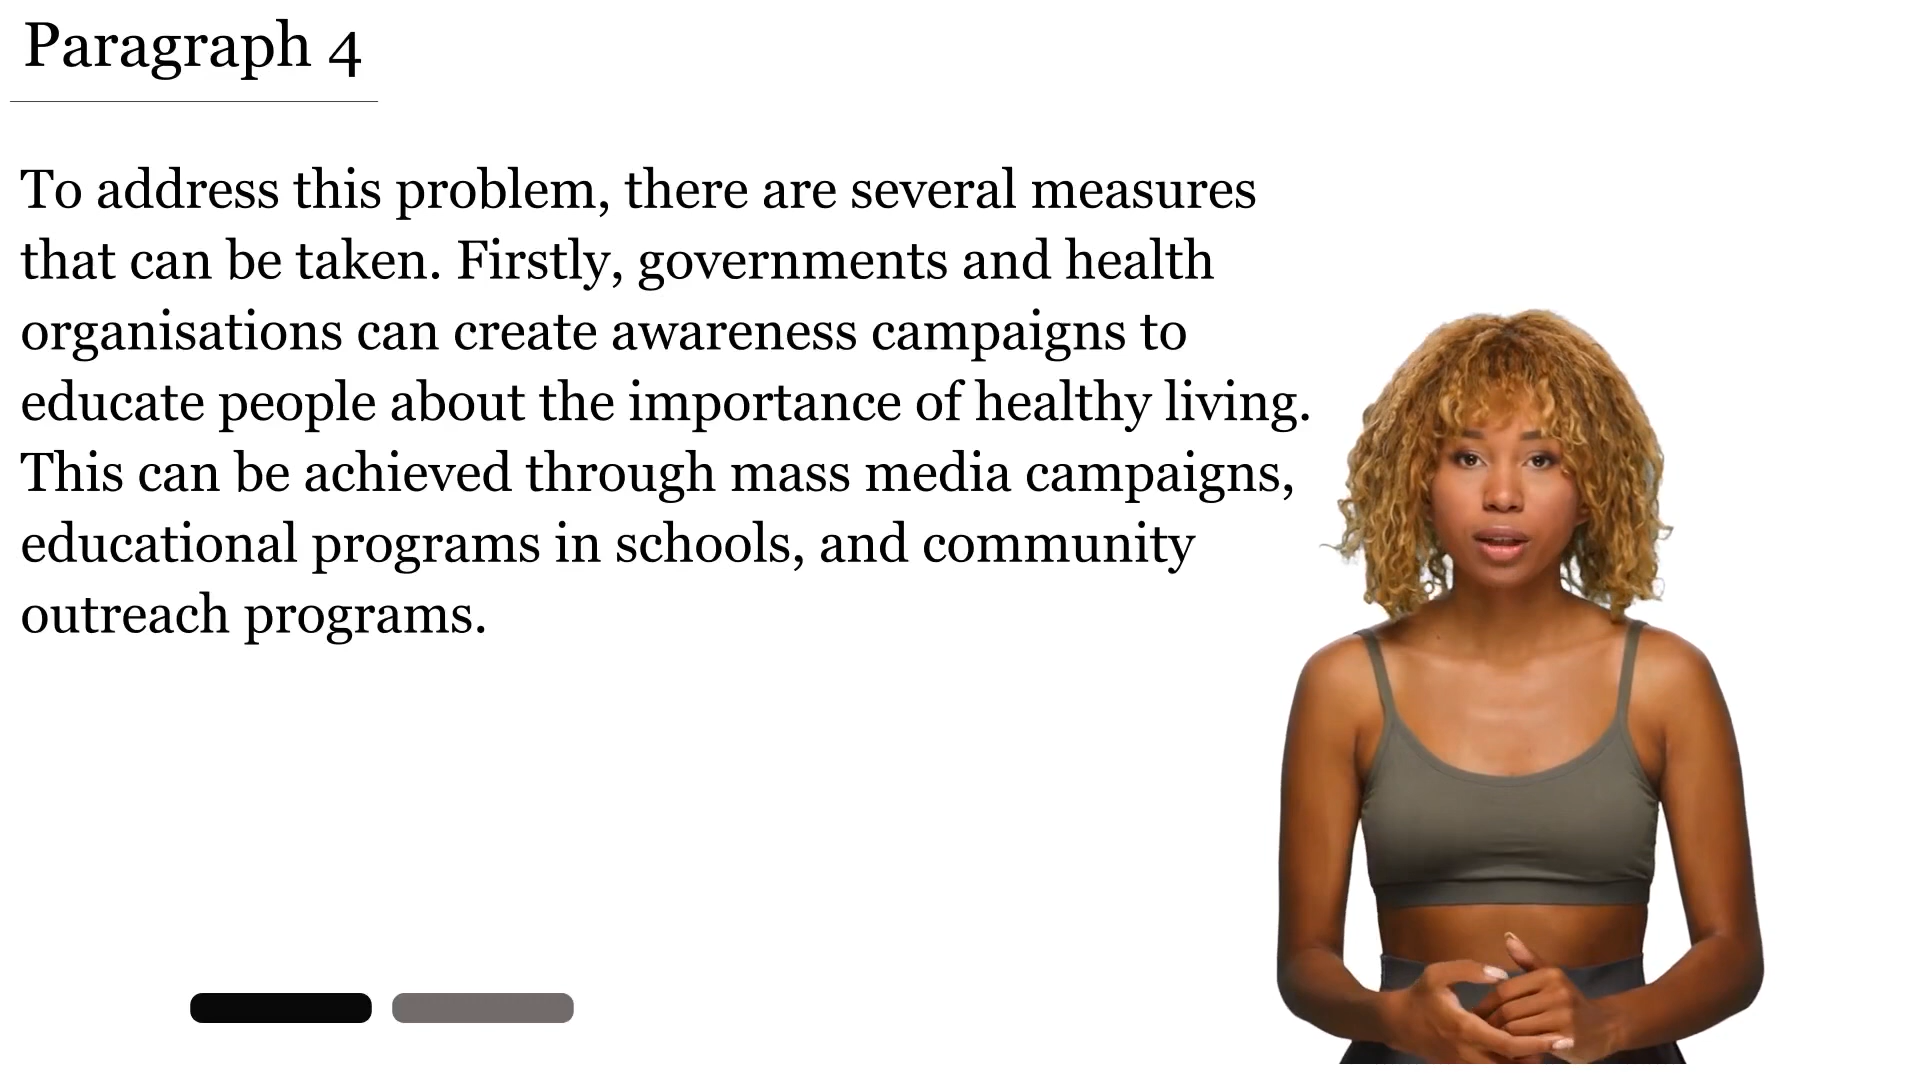 Paragraph 4
To address this problem, there are several measures
that can be taken. Firstly, governments and health
organisations can create awareness campaigns to
educate people about the importance of healthy living.
This can be achieved through mass media campaigns,
educational programs in schools, and community
outreach programs.